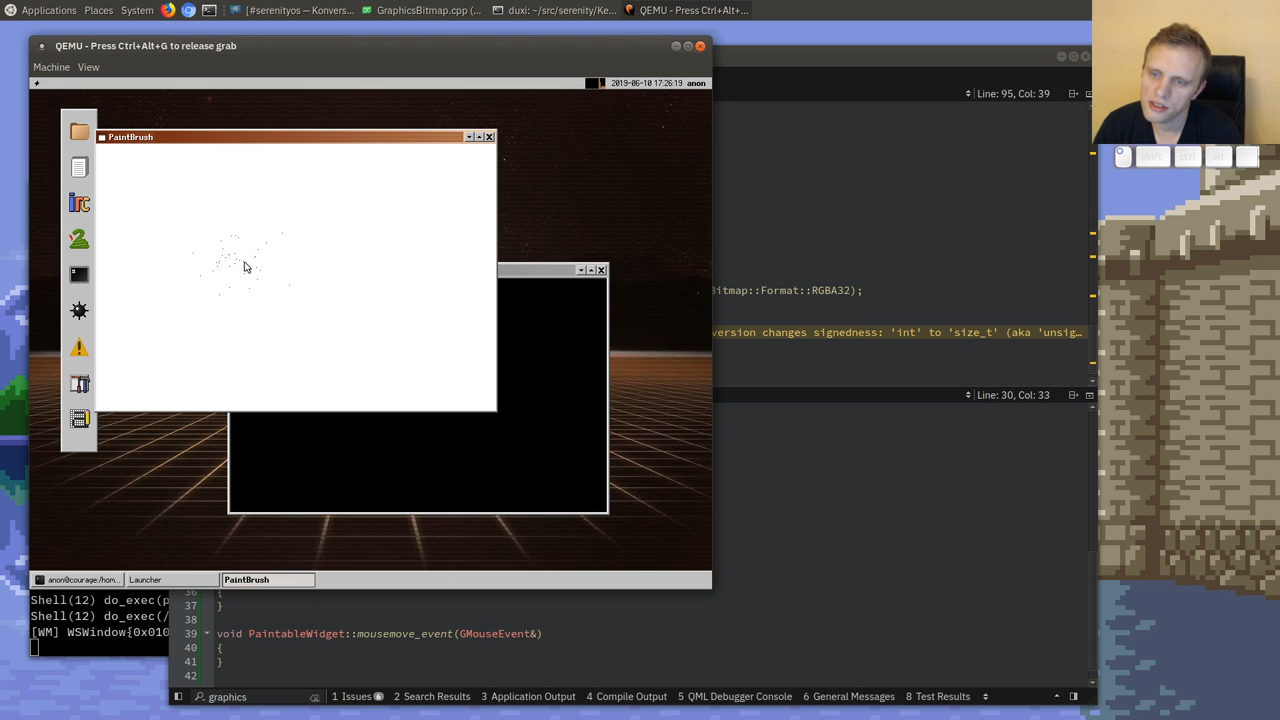 Applications Places System [#serenityos — Konvers... GraphicsBitmap.cpp (... duxi: ~/src/serenity/Ke... QEMU - Press Ctrl+Alt+...
QEMU - Press Ctrl+Alt+G to release grab
Machine View
2019-06-10 17:26:19 anon
Line: 95, Col: 39
PaintBrush
shift ctrl alt
irc
Bitmap::Format::RGBA32);
version changes signedness: 'int' to 'size_t' (aka 'unsig...
Line: 30, Col: 33
anon@courage:/hom... Launcher PaintBrush
Shell(12) do_exec(p
36 {
Shell(12) do_exec(/
37 }
38
[WM] WSWindow{0x010
39 void PaintableWidget::mousemove_event(GMouseEvent&)
40 {
41 }
42
graphics 1 Issues 6 2 Search Results 3 Application Output 4 Compile Output 5 QML Debugger Console 6 General Messages 8 Test Results